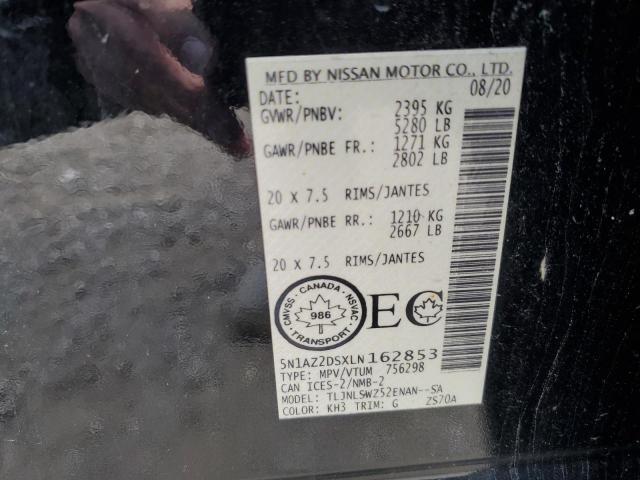 MFD BY NISSAN MOTOR CO., LTD.
DATE: 08/20
GVWR/PNBV: 2395 KG
5280 LB
GAWR/PNBE FR.: 1271 KG
2802 LB
20 X 7.5 RIMS/JANTES
GAWR/PNBE RR.: 1210 KG
2667 LB
20 X 7.5 RIMS/JANTES
CANADA
CMVSS 986 NSVAC
TRANSPORT
EC
5N1AZ2DSXLN162853
TYPE: MPV/VTUM 756298
CAN ICES-2/NMB-2
MODEL: TLJNLSWZ52ENAN--SA
COLOR: KH3 TRIM: G ZS70A